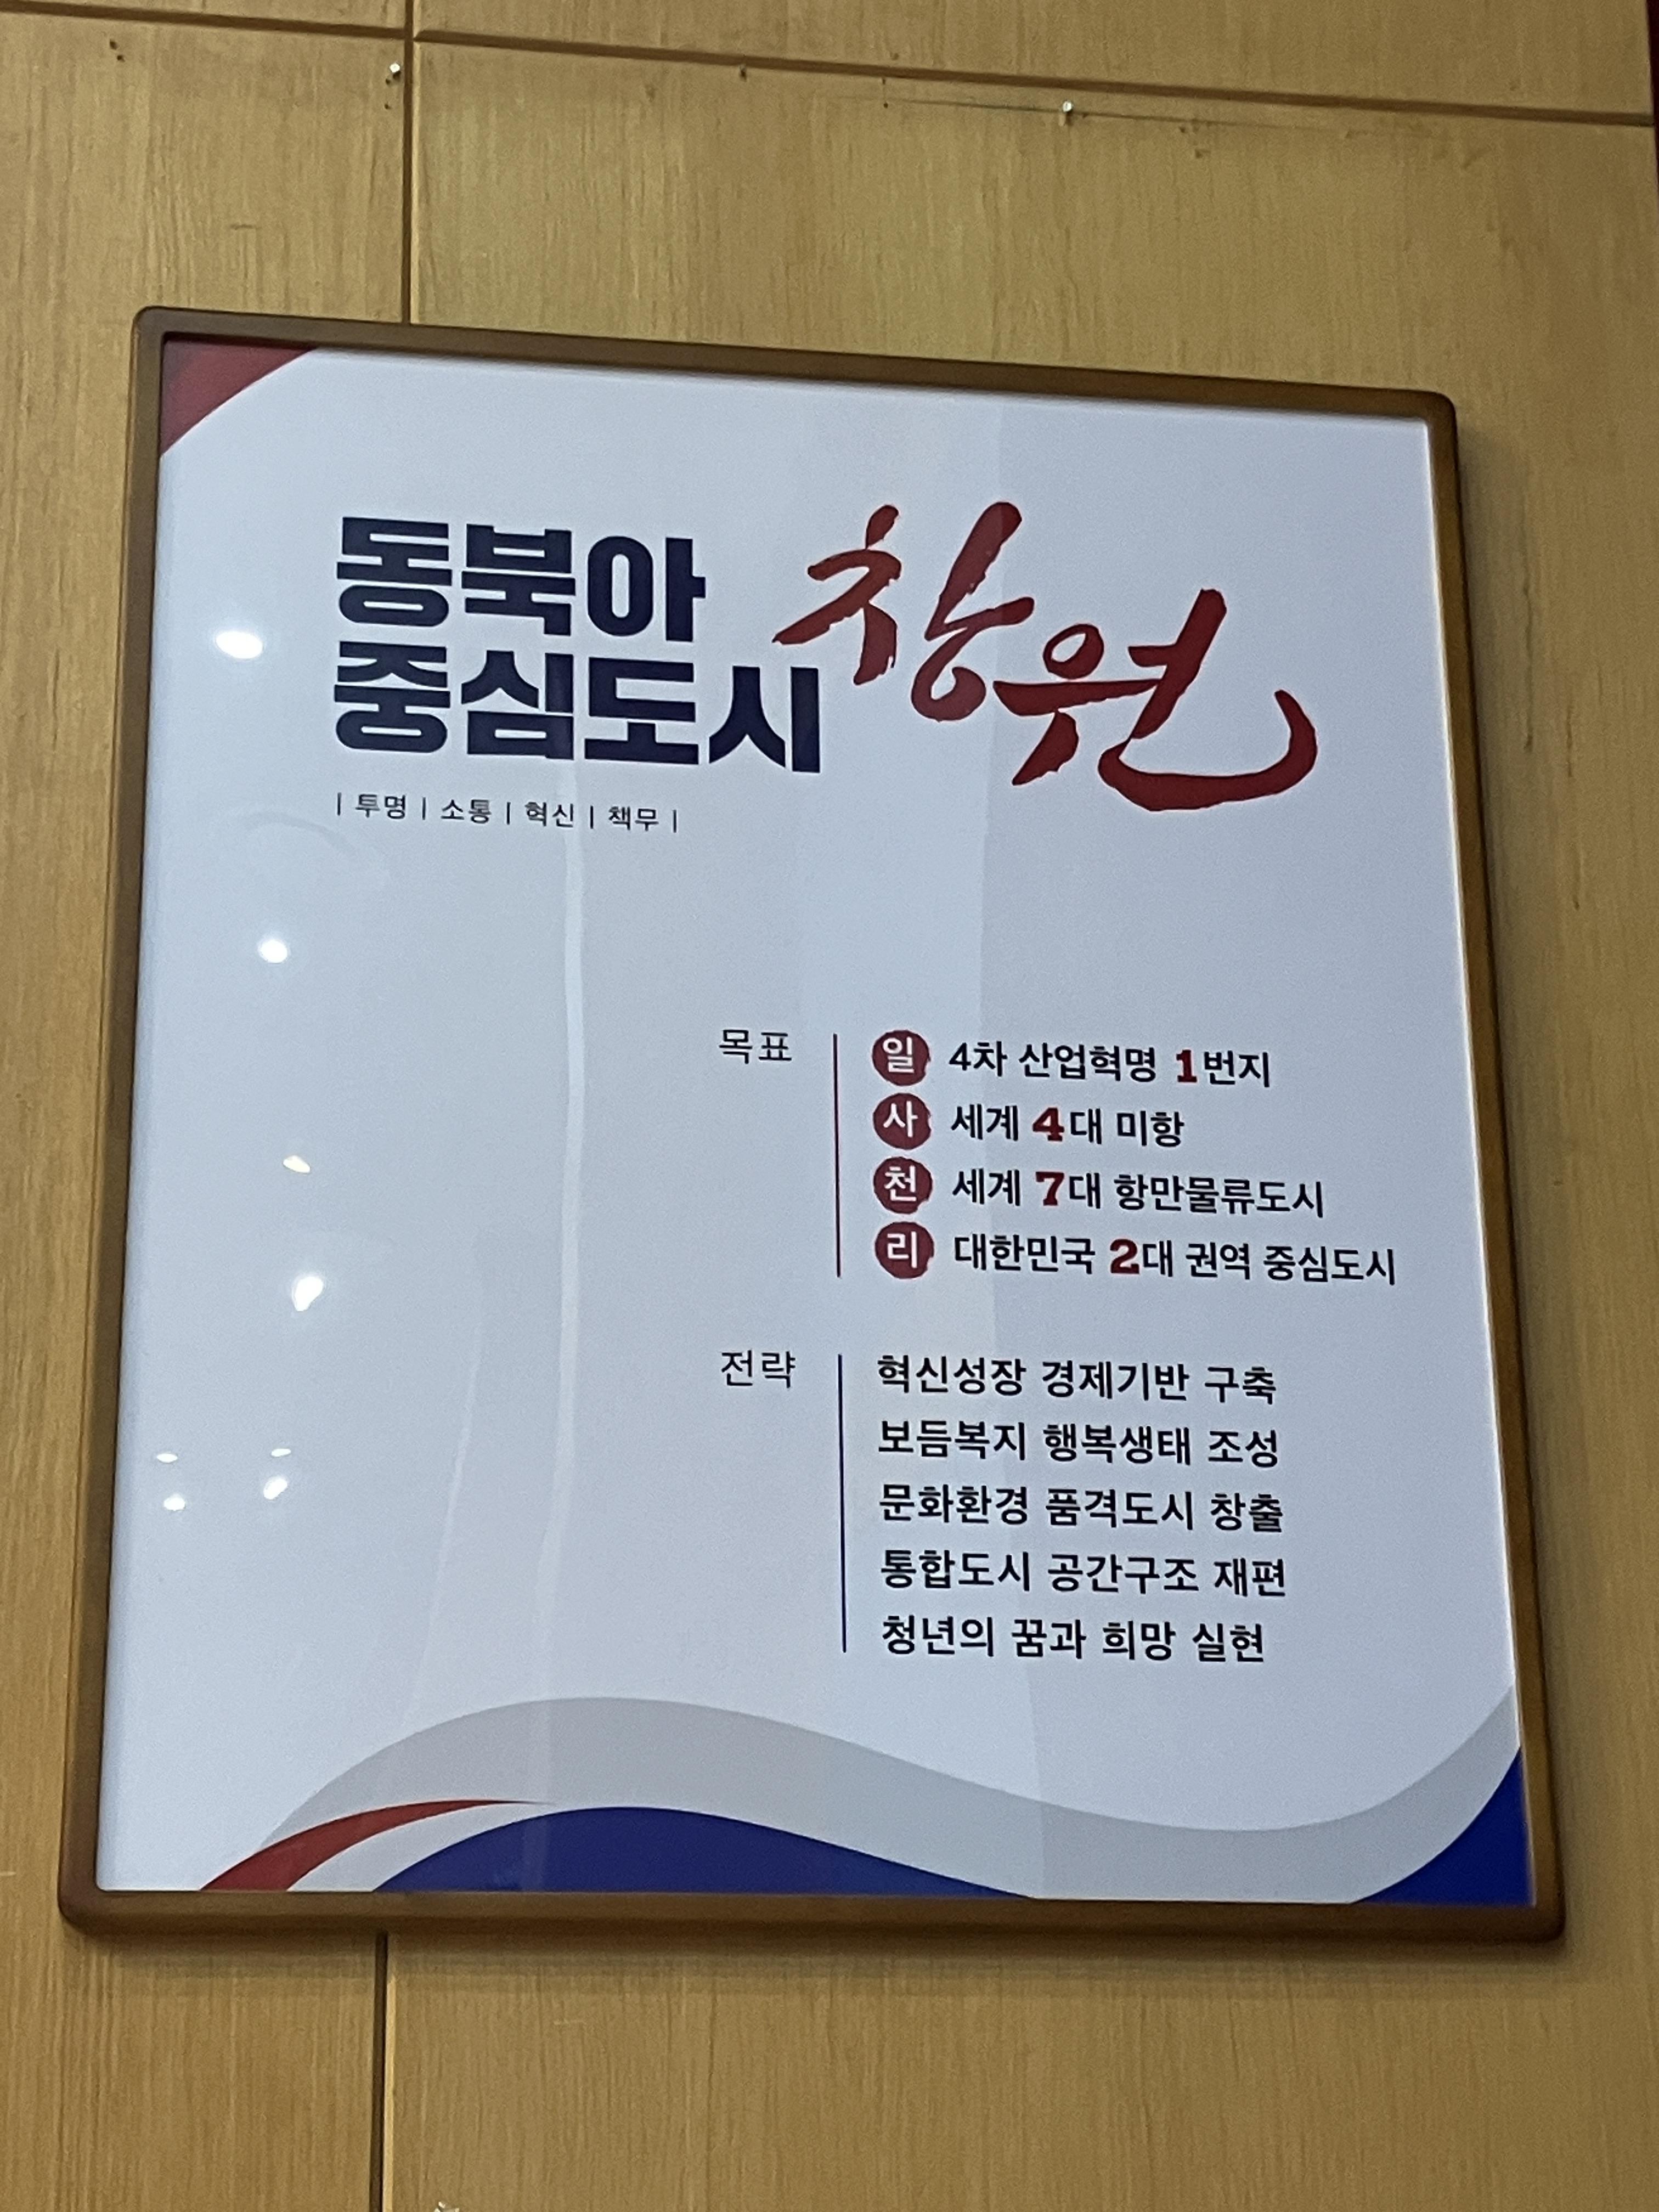 동북아
중심도시 창원
| 투명 | 소통 | 혁신 | 책무 |
목표
일 4차 산업혁명 1번지
사 세계 4대 미항
천 세계 7대 항만물류도시
리 대한민국 2대 권역 중심도시
전략
혁신성장 경제기반 구축
보듬복지 행복생태 조성
문화환경 품격도시 창출
통합도시 공간구조 재편
청년의 꿈과 희망 실현